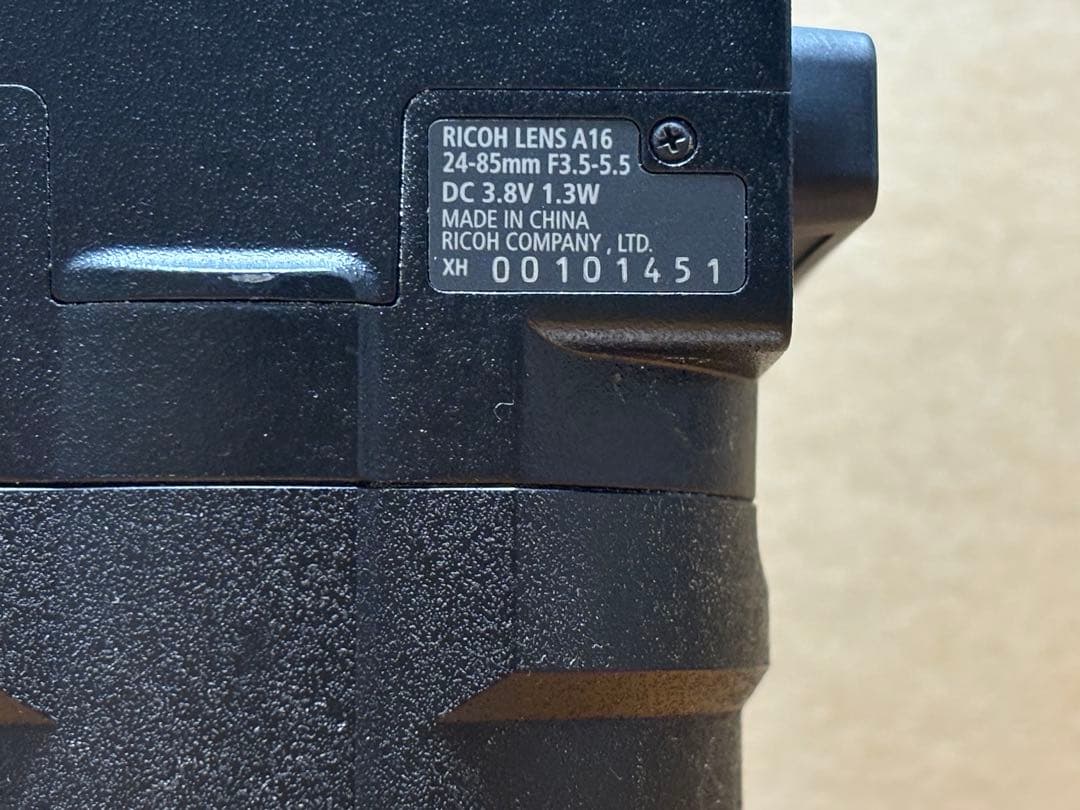 RICOH LENS A16
24-85mm F3.5-5.5
DC 3.8V 1.3W
MADE IN CHINA
RICOH COMPANY, LTD.
XH 00101451